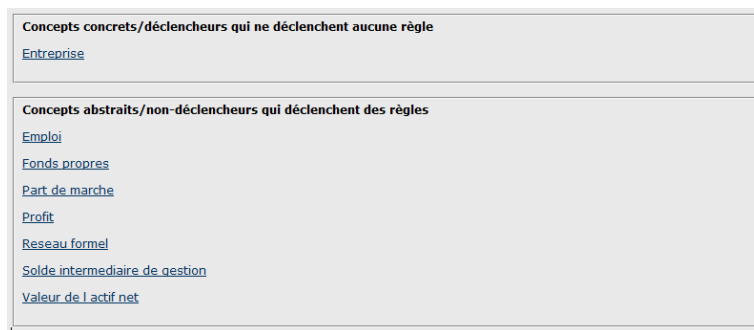 Concepts concrets/déclencheurs qui ne déclenchent aucune règle
Entreprise
Concepts abstraits/non-déclencheurs qui déclenchent des règles
Emploi
Fonds propres
Part de marche
Profit
Reseau formel
Solde intermediaire de gestion
Valeur de l actif net